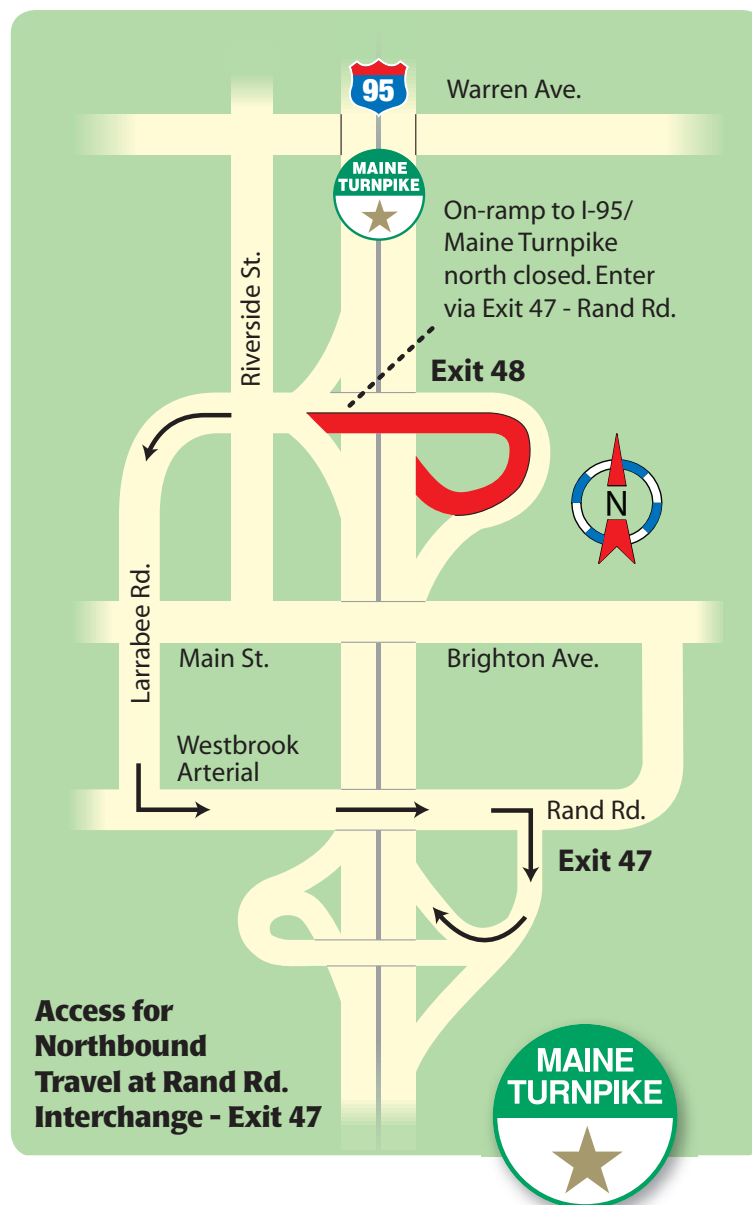 95
Warren Ave.
MAINE
TURNPIKE
On-ramp to I-95/
Maine Turnpike
north closed. Enter
via Exit 47 - Rand Rd.
Riverside St.
Exit 48
N
Larrabee Rd.
Main St.
Brighton Ave.
Westbrook
Arterial
Rand Rd.
Exit 47
Access for
Northbound
Travel at Rand Rd.
Interchange - Exit 47
MAINE
TURNPIKE